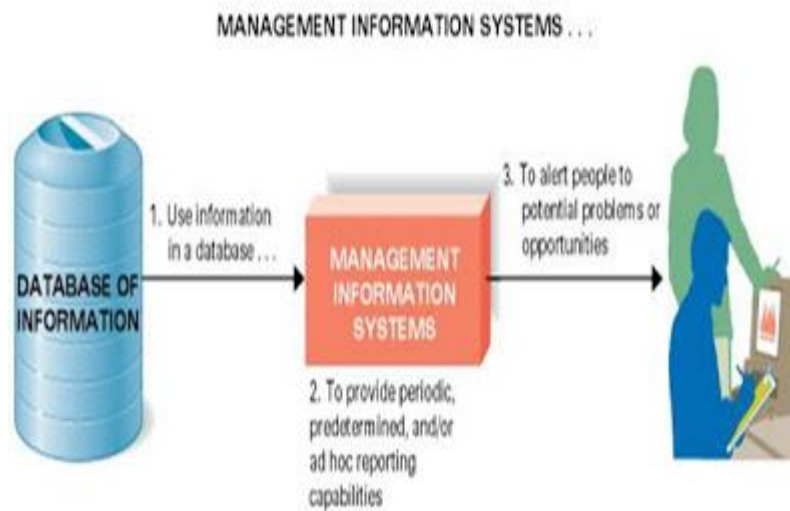 MANAGEMENT INFORMATION SYSTEMS . . .
1. Use information
in a database . . .
DATABASE OF
INFORMATION
MANAGEMENT
INFORMATION
SYSTEMS
2. To provide periodic,
predetermined, and/or
ad hoc reporting
capabilities
3. To alert people to
potential problems or
opportunities